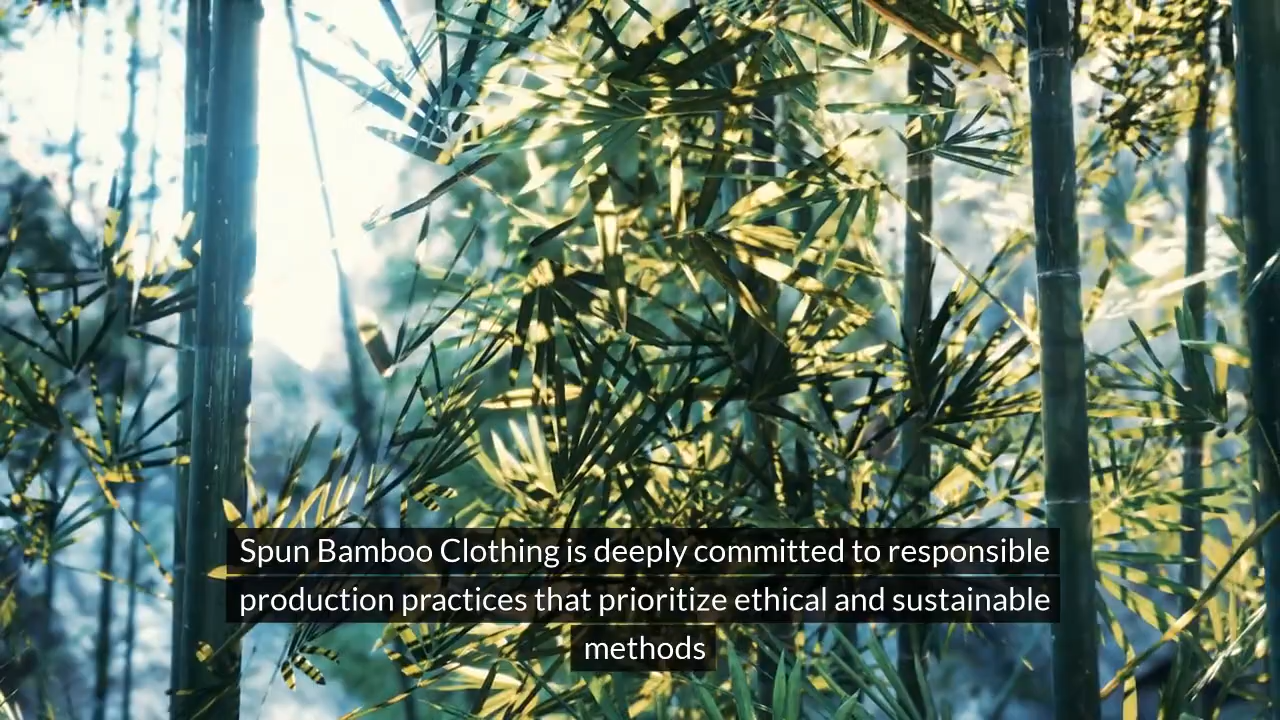 Spun Bamboo Clothing is deeply committed to responsible
production practices that prioritize ethical and sustainable
methods